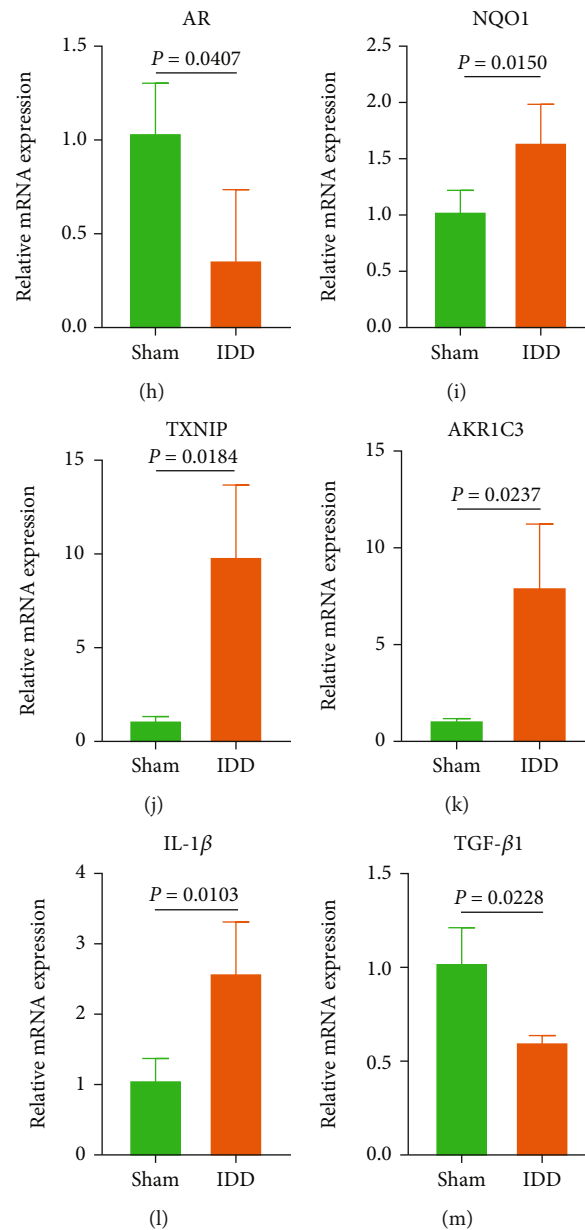 AR
Relative mRNA expression
1.5
1.0
0.5
0.0
P = 0.0407
Sham IDD
(h)
NQO1
Relative mRNA expression
2.5
2.0
1.5
1.0
0.5
0.0
P = 0.0150
Sham IDD
(i)
TXNIP
Relative mRNA expression
15
10
5
0
P = 0.0184
Sham IDD
(j)
AKR1C3
Relative mRNA expression
15
10
5
0
P = 0.0237
Sham IDD
(k)
IL-1β
Relative mRNA expression
4
3
2
1
0
P = 0.0103
Sham IDD
(l)
TGF-β1
Relative mRNA expression
1.5
1.0
0.5
0.0
P = 0.0228
Sham IDD
(m)